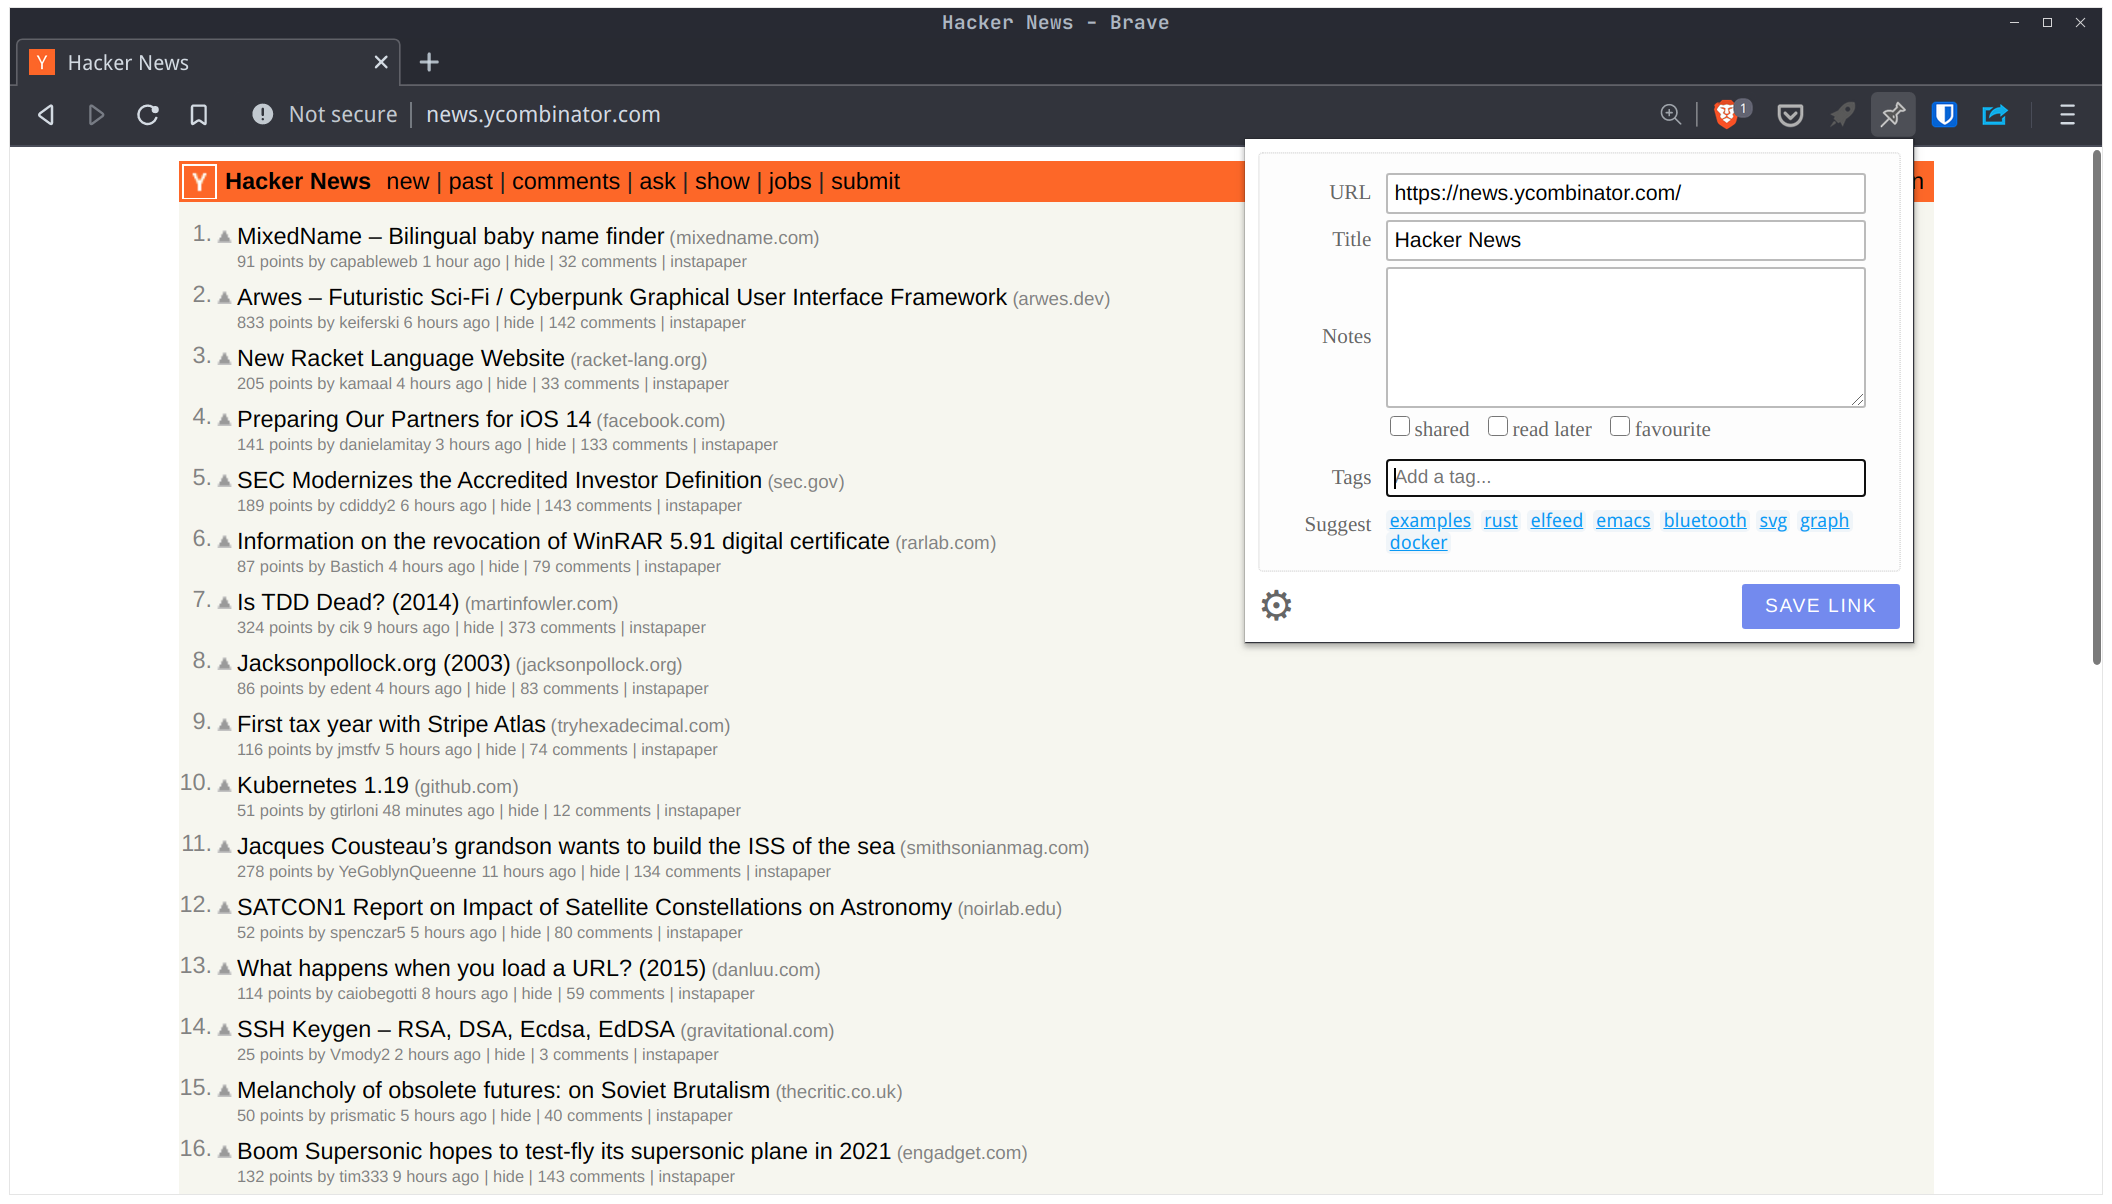 Hacker News - Brave
Y Hacker News
Not secure | news.ycombinator.com
1
Y Hacker News new | past | comments | ask | show | jobs | submit
n
1. MixedName – Bilingual baby name finder (mixedname.com)
91 points by capableweb 1 hour ago | hide | 32 comments | instapaper
2. Arwes – Futuristic Sci-Fi / Cyberpunk Graphical User Interface Framework (arwes.dev)
833 points by keiferski 6 hours ago | hide | 142 comments | instapaper
3. New Racket Language Website (racket-lang.org)
205 points by kamaal 4 hours ago | hide | 33 comments | instapaper
4. Preparing Our Partners for iOS 14 (facebook.com)
141 points by danielamitay 3 hours ago | hide | 133 comments | instapaper
5. SEC Modernizes the Accredited Investor Definition (sec.gov)
189 points by cdiddy2 6 hours ago | hide | 143 comments | instapaper
6. Information on the revocation of WinRAR 5.91 digital certificate (rarlab.com)
87 points by Bastich 4 hours ago | hide | 79 comments | instapaper
7. Is TDD Dead? (2014) (martinfowler.com)
324 points by cik 9 hours ago | hide | 373 comments | instapaper
8. Jacksonpollock.org (2003) (jacksonpollock.org)
86 points by edent 4 hours ago | hide | 83 comments | instapaper
9. First tax year with Stripe Atlas (tryhexadecimal.com)
116 points by jmstfv 5 hours ago | hide | 74 comments | instapaper
10. Kubernetes 1.19 (github.com)
51 points by gtirloni 48 minutes ago | hide | 12 comments | instapaper
11. Jacques Cousteau’s grandson wants to build the ISS of the sea (smithsonianmag.com)
278 points by YeGoblynQueenne 11 hours ago | hide | 134 comments | instapaper
12. SATCON1 Report on Impact of Satellite Constellations on Astronomy (noirlab.edu)
52 points by spenczar5 5 hours ago | hide | 80 comments | instapaper
13. What happens when you load a URL? (2015) (danluu.com)
114 points by caiobegotti 8 hours ago | hide | 59 comments | instapaper
14. SSH Keygen – RSA, DSA, Ecdsa, EdDSA (gravitational.com)
25 points by Vmody2 2 hours ago | hide | 3 comments | instapaper
15. Melancholy of obsolete futures: on Soviet Brutalism (thecritic.co.uk)
50 points by prismatic 5 hours ago | hide | 40 comments | instapaper
16. Boom Supersonic hopes to test-fly its supersonic plane in 2021 (engadget.com)
132 points by tim333 9 hours ago | hide | 143 comments | instapaper
URL https://news.ycombinator.com/
Title Hacker News
Notes
shared read later favourite
Tags Add a tag...
Suggest examples rust elfeed emacs bluetooth svg graph
docker
SAVE LINK